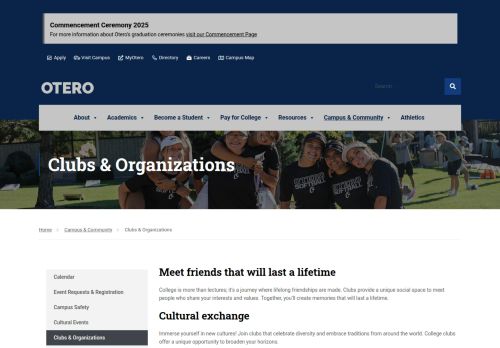 Commencement Ceremony 2025
For more information about Otero's graduation ceremonies visit our Commencement Page
Apply Visit Campus MyOtero Directory Careers Campus Map
OTERO
Search
About Academics Become a Student Pay for College Resources Campus & Community Athletics
Clubs & Organizations
SOFTBALL
Home Campus & Community Clubs & Organizations
Calendar
Event Requests & Registration
Campus Safety
Cultural Events
Clubs & Organizations
Meet friends that will last a lifetime
College is more than lectures; it's a journey where lifelong friendships are made. Clubs provide a unique social space to meet
people who share your interests and values. Together, you'll create memories that will last a lifetime.
Cultural exchange
Immerse yourself in new cultures! Join clubs that celebrate diversity and embrace traditions from around the world. College clubs
offer a unique opportunity to broaden your horizons.